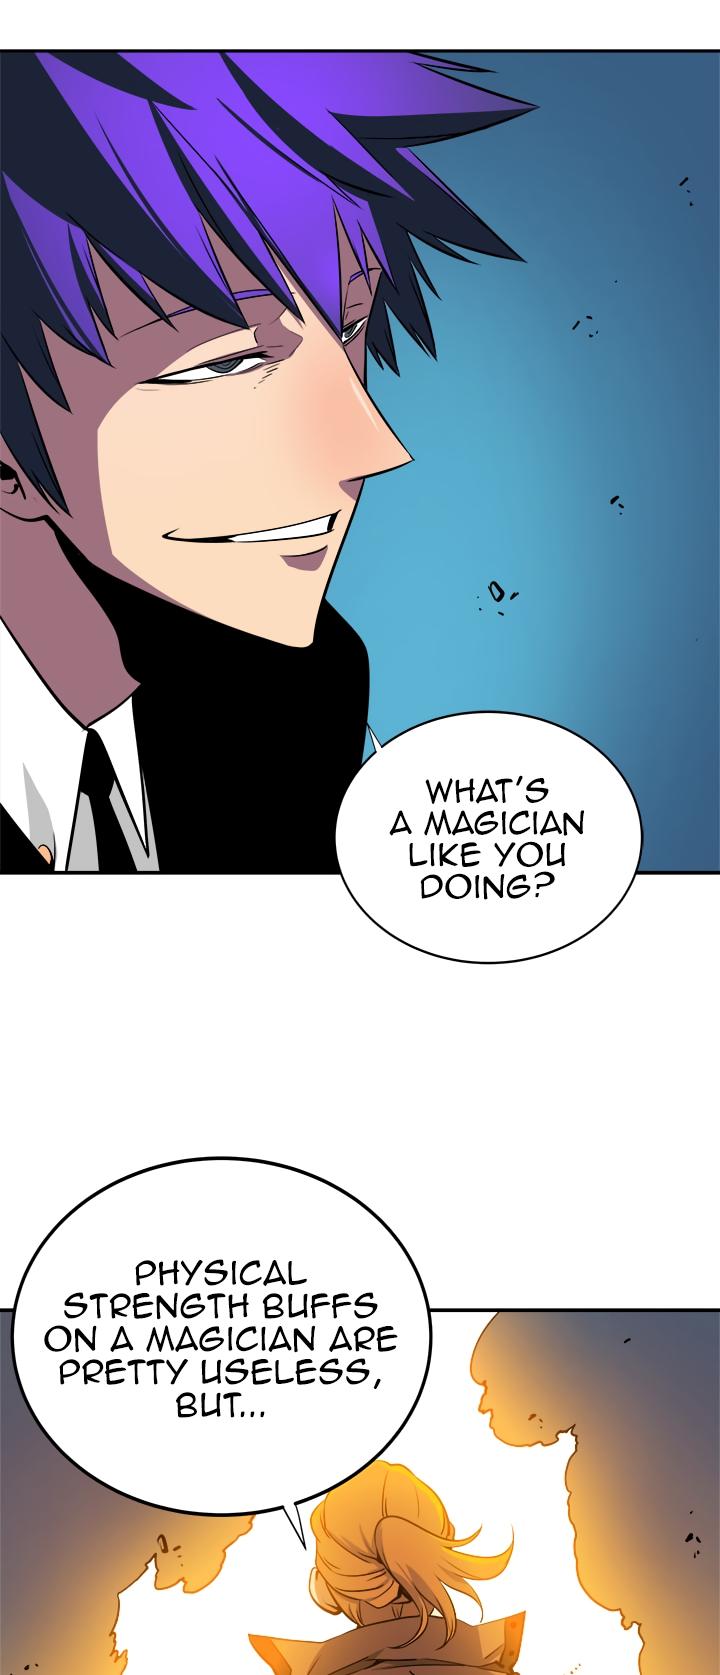 WHAT'S
A MAGICIAN
LIKE YOU
DOING?
PHYSICAL
STRENGTH BUFFS
ON A MAGICIAN ARE
PRETTY USELESS,
BUT...